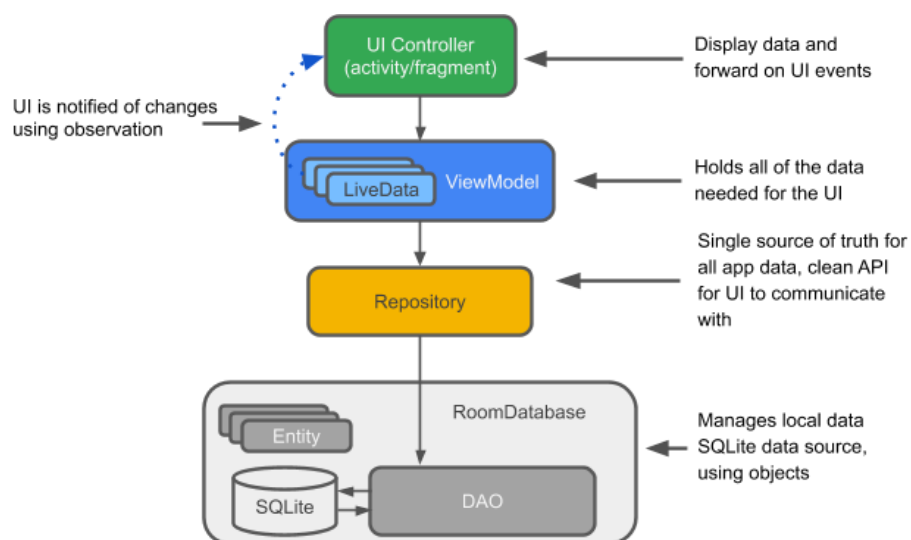 UI Controller
(activity/fragment)
Display data and
forward on UI events
UI is notified of changes
using observation
LiveData
ViewModel
Holds all of the data
needed for the UI
Single source of truth for
all app data, clean API
for UI to communicate
with
Repository
RoomDatabase
Entity
Manages local data
SQLite data source,
using objects
SQLite
DAO